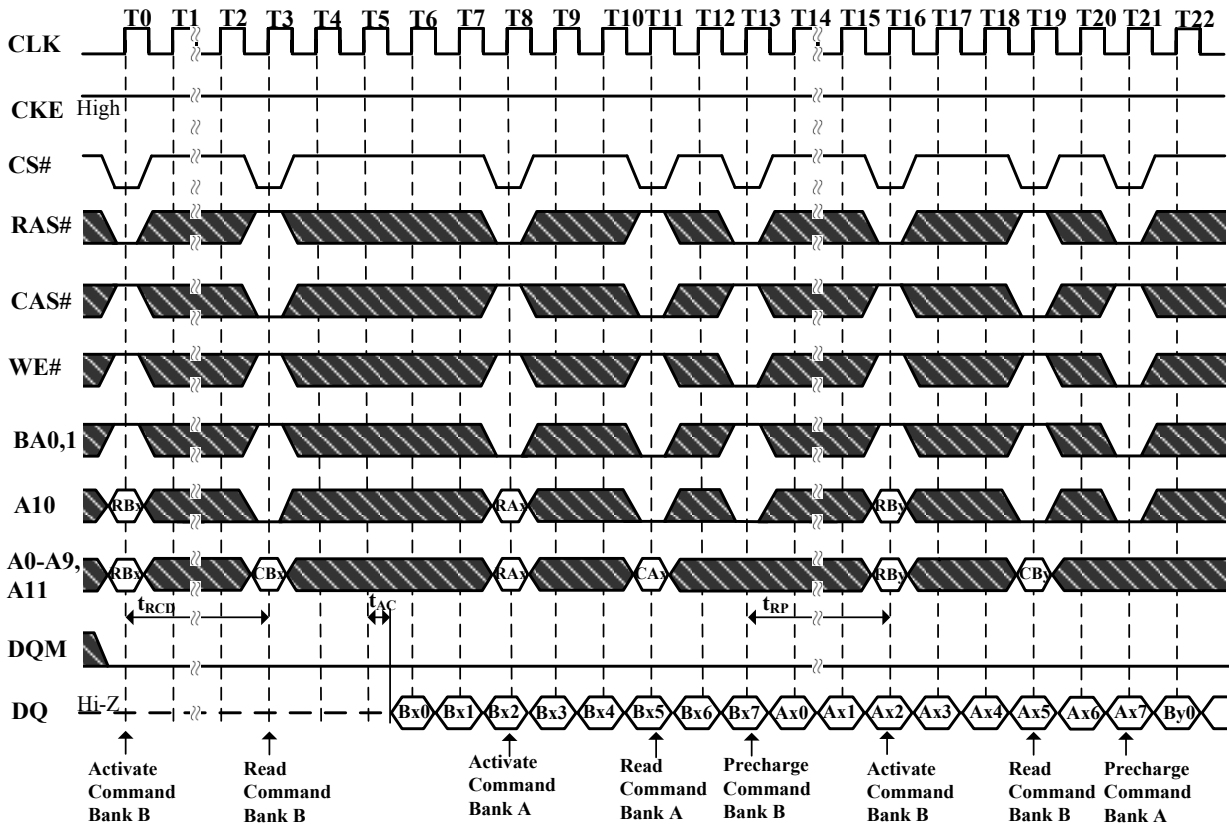 T0 T1 T2 T3 T4 T5 T6 T7 T8 T9 T10 T11 T12 T13 T14 T15 T16 T17 T18 T19 T20 T21 T22
CLK
CKE High
CS#
RAS#
CAS#
WE#
BA0,1
A10 RBx RAx RBy
A0-A9,
A11 RBx CBx RAx CAx RBy CBy
tRCD tAC tRP
DQM
DQ Hi-Z Bx0 Bx1 Bx2 Bx3 Bx4 Bx5 Bx6 Bx7 Ax0 Ax1 Ax2 Ax3 Ax4 Ax5 Ax6 Ax7 By0
Activate
Command
Bank B
Read
Command
Bank B
Activate
Command
Bank A
Read
Command
Bank A
Precharge
Command
Bank B
Activate
Command
Bank B
Read
Command
Bank B
Precharge
Command
Bank A